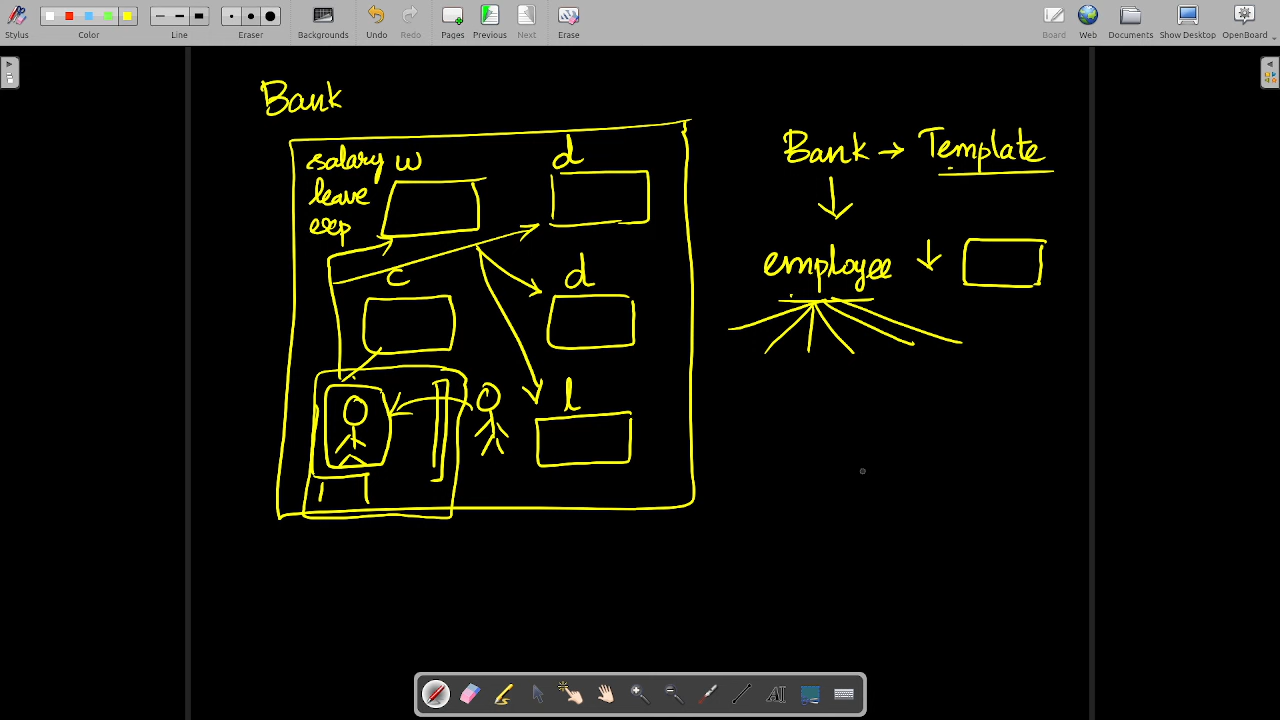 Stylus
Color
Line
Eraser
Backgrounds
Undo
Redo
Pages
Previous
Next
Erase
Board
Web
Documents
Show Desktop
OpenBoard
Bank
salary w
leave
exp
d
c
d
l
Bank → Template
employee
AI